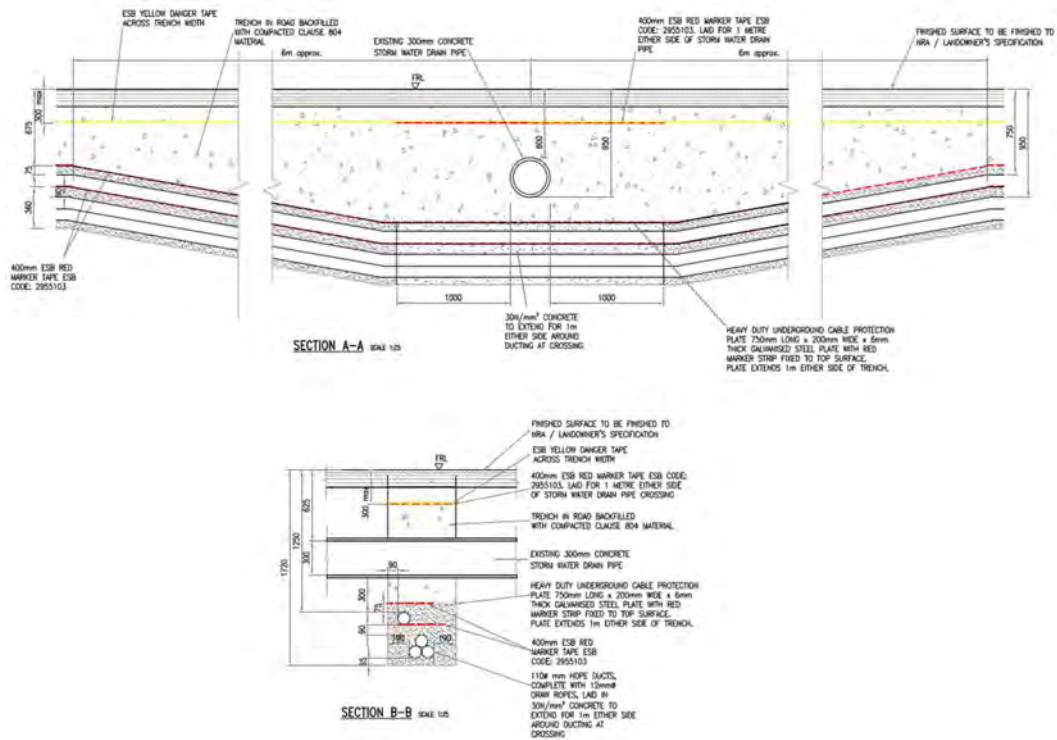 ESB YELLOW DANGER TAPE
ACROSS TRENCH WIDTH
TRENCH IN ROAD BACKFILLED
WITH COMPACTED CLAUSE 804
MATERIAL
6m approx.
EXISTING 300mm CONCRETE
STORM WATER DRAIN PIPE
400mm ESB RED MARKER TAPE ESB
CODE: 2955103, LAID FOR 1 METRE
EITHER SIDE OF STORM WATER DRAIN
PIPE
6m approx.
FINISHED SURFACE TO BE FINISHED TO
NRA / LANDOWNER'S SPECIFICATION
FRL
300 max
675
75
360
600
950
750
950
400mm ESB RED
MARKER TAPE ESB
CODE: 2955103
1000
1000
30N/mm² CONCRETE
TO EXTEND FOR 1m
EITHER SIDE AROUND
DUCTING AT CROSSING
HEAVY DUTY UNDERGROUND CABLE PROTECTION
PLATE 750mm LONG x 200mm WIDE x 6mm
THICK GALVANISED STEEL PLATE WITH RED
MARKER STRIP FIXED TO TOP SURFACE.
PLATE EXTENDS 1m EITHER SIDE OF TRENCH.
SECTION A-A SCALE 1:25
FINISHED SURFACE TO BE FINISHED TO
NRA / LANDOWNER'S SPECIFICATION
FRL
ESB YELLOW DANGER TAPE
ACROSS TRENCH WIDTH
400mm ESB RED MARKER TAPE ESB CODE:
2955103, LAID FOR 1 METRE EITHER SIDE
OF STORM WATER DRAIN PIPE CROSSING
TRENCH IN ROAD BACKFILLED
WITH COMPACTED CLAUSE 804 MATERIAL
EXISTING 300mm CONCRETE
STORM WATER DRAIN PIPE
HEAVY DUTY UNDERGROUND CABLE PROTECTION
PLATE 750mm LONG x 200mm WIDE x 6mm
THICK GALVANISED STEEL PLATE WITH RED
MARKER STRIP FIXED TO TOP SURFACE.
PLATE EXTENDS 1m EITHER SIDE OF TRENCH.
400mm ESB RED
MARKER TAPE ESB
CODE: 2955103
110ø mm HDPE DUCTS,
COMPLETE WITH 12mmø
DRAW ROPES, LAID IN
30N/mm² CONCRETE TO
EXTEND FOR 1m EITHER SIDE
AROUND DUCTING AT
CROSSING
1720
1250
625
300 max
300
90
300
75
90
190
95
SECTION B-B SCALE 1:25